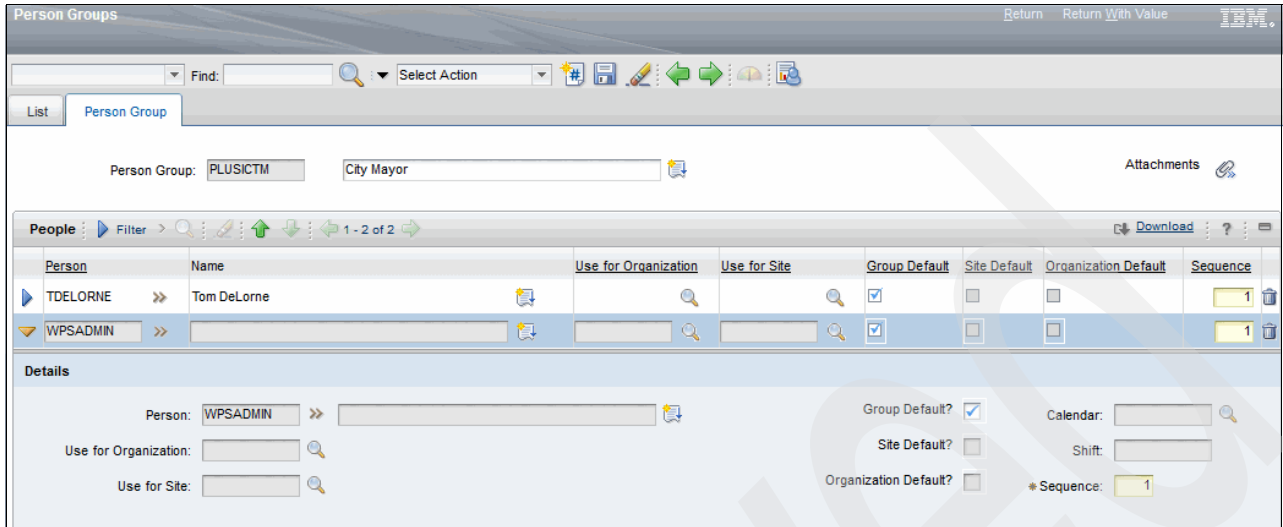 Person Groups Return Return With Value IBM.
Find: Select Action
List Person Group
Person Group: PLUSICTM City Mayor Attachments
People Filter 1 - 2 of 2 Download ?
Person Name Use for Organization Use for Site Group Default Site Default Organization Default Sequence
TDELORNE Tom DeLorne 1
WPSADMIN 1
Details
Person: WPSADMIN Group Default? Calendar:
Use for Organization: Site Default? Shift:
Use for Site: Organization Default? Sequence: 1